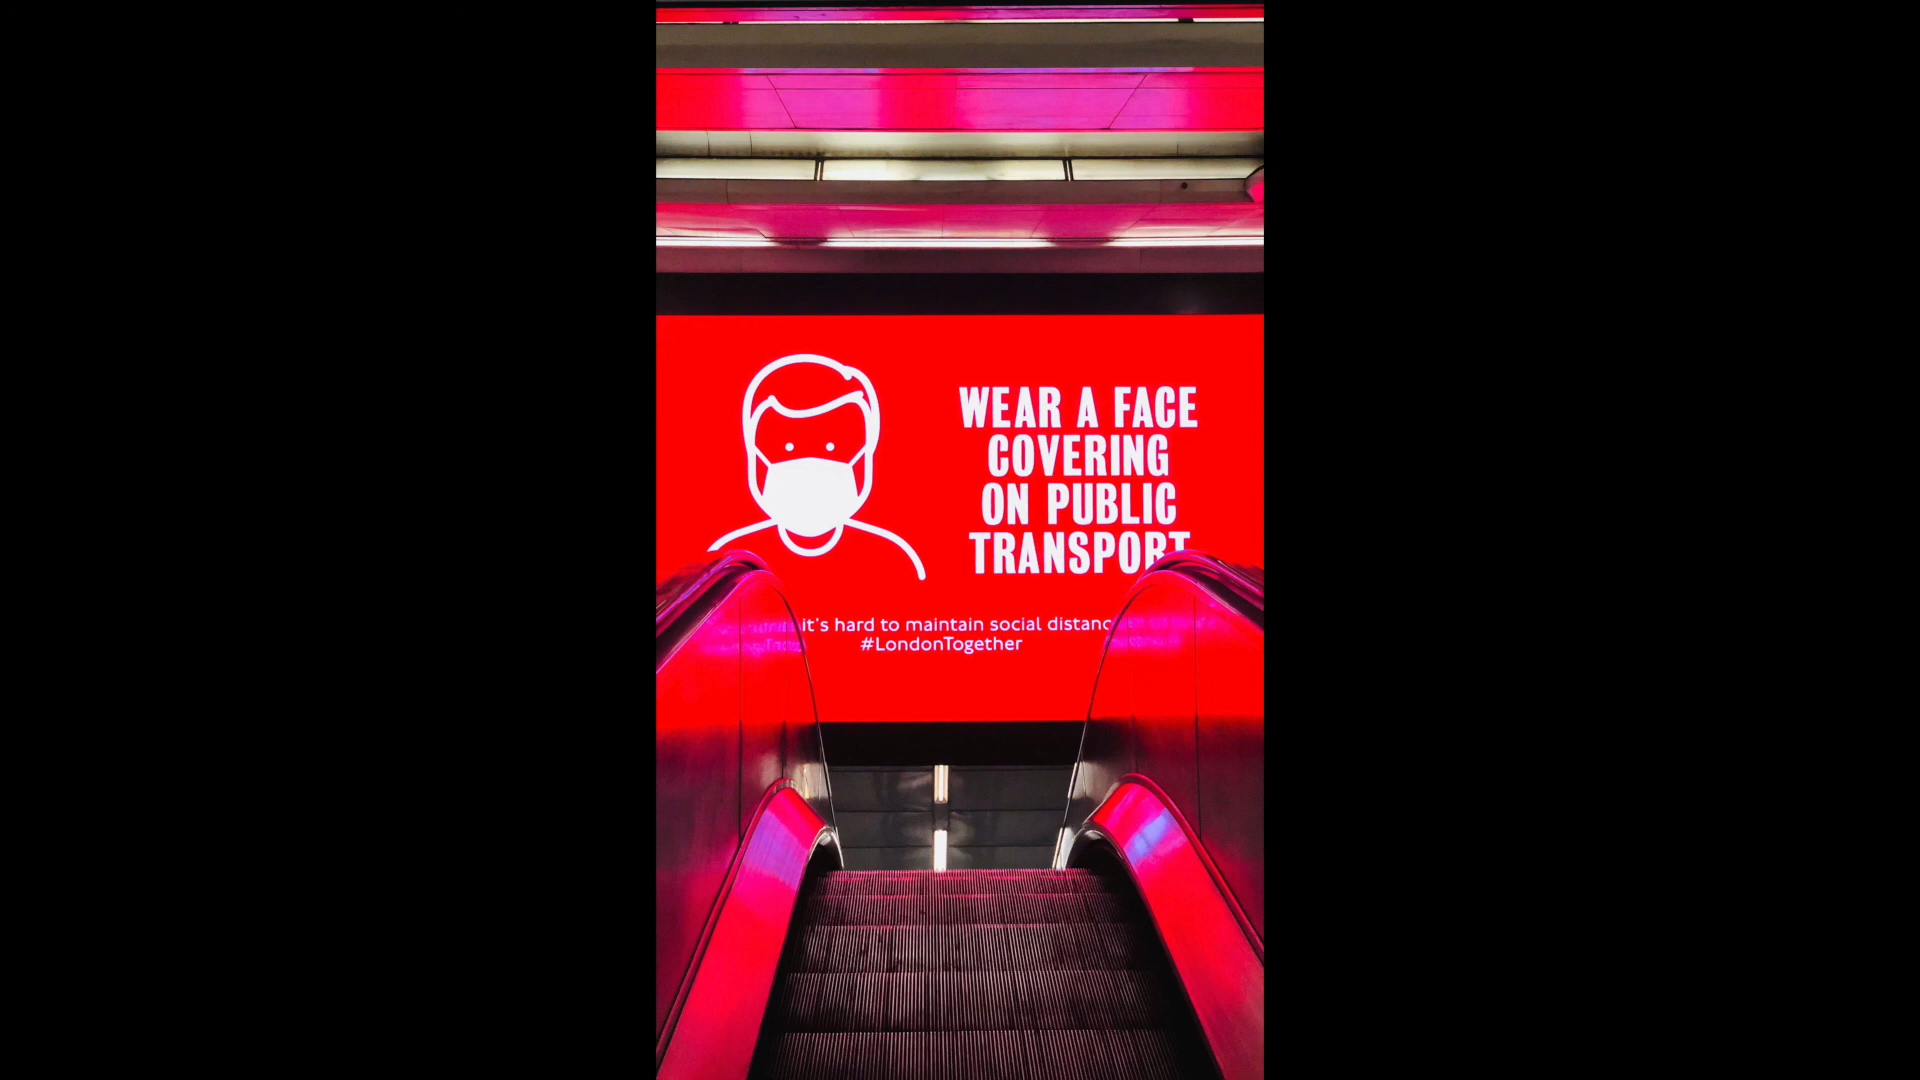 WEAR A FACE
COVERING
ON PUBLIC
TRANSPORT
it's hard to maintain social
#LondonTogether